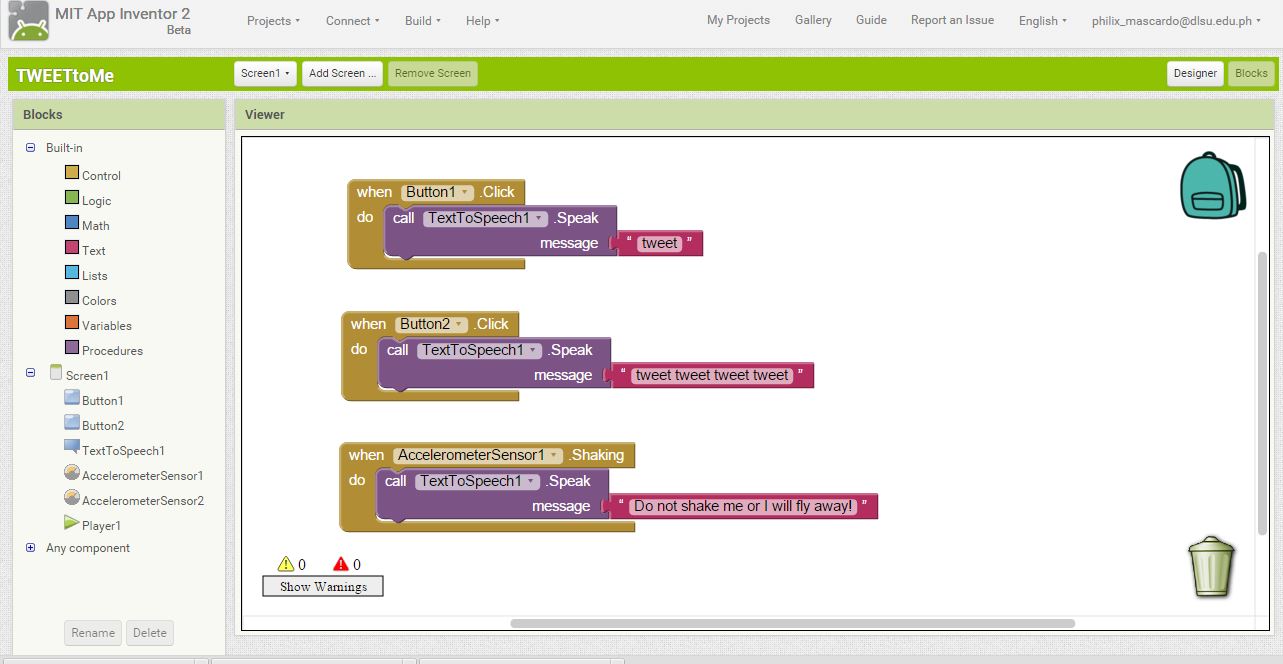 MIT App Inventor 2
Beta
Projects Connect Build Help My Projects Gallery Guide Report an Issue English philix_mascardo@dlsu.edu.ph
TWEETtoMe Screen1 Add Screen ... Remove Screen Designer Blocks
Blocks
Built-in
Control
Logic
Math
Text
Lists
Colors
Variables
Procedures
Screen1
Button1
Button2
TextToSpeech1
AccelerometerSensor1
AccelerometerSensor2
Player1
Any component
Rename Delete
Viewer
when Button1 .Click
do call TextToSpeech1 .Speak
message " tweet "
when Button2 .Click
do call TextToSpeech1 .Speak
message " tweet tweet tweet tweet "
when AccelerometerSensor1 .Shaking
do call TextToSpeech1 .Speak
message " Do not shake me or I will fly away! "
0 0
Show Warnings